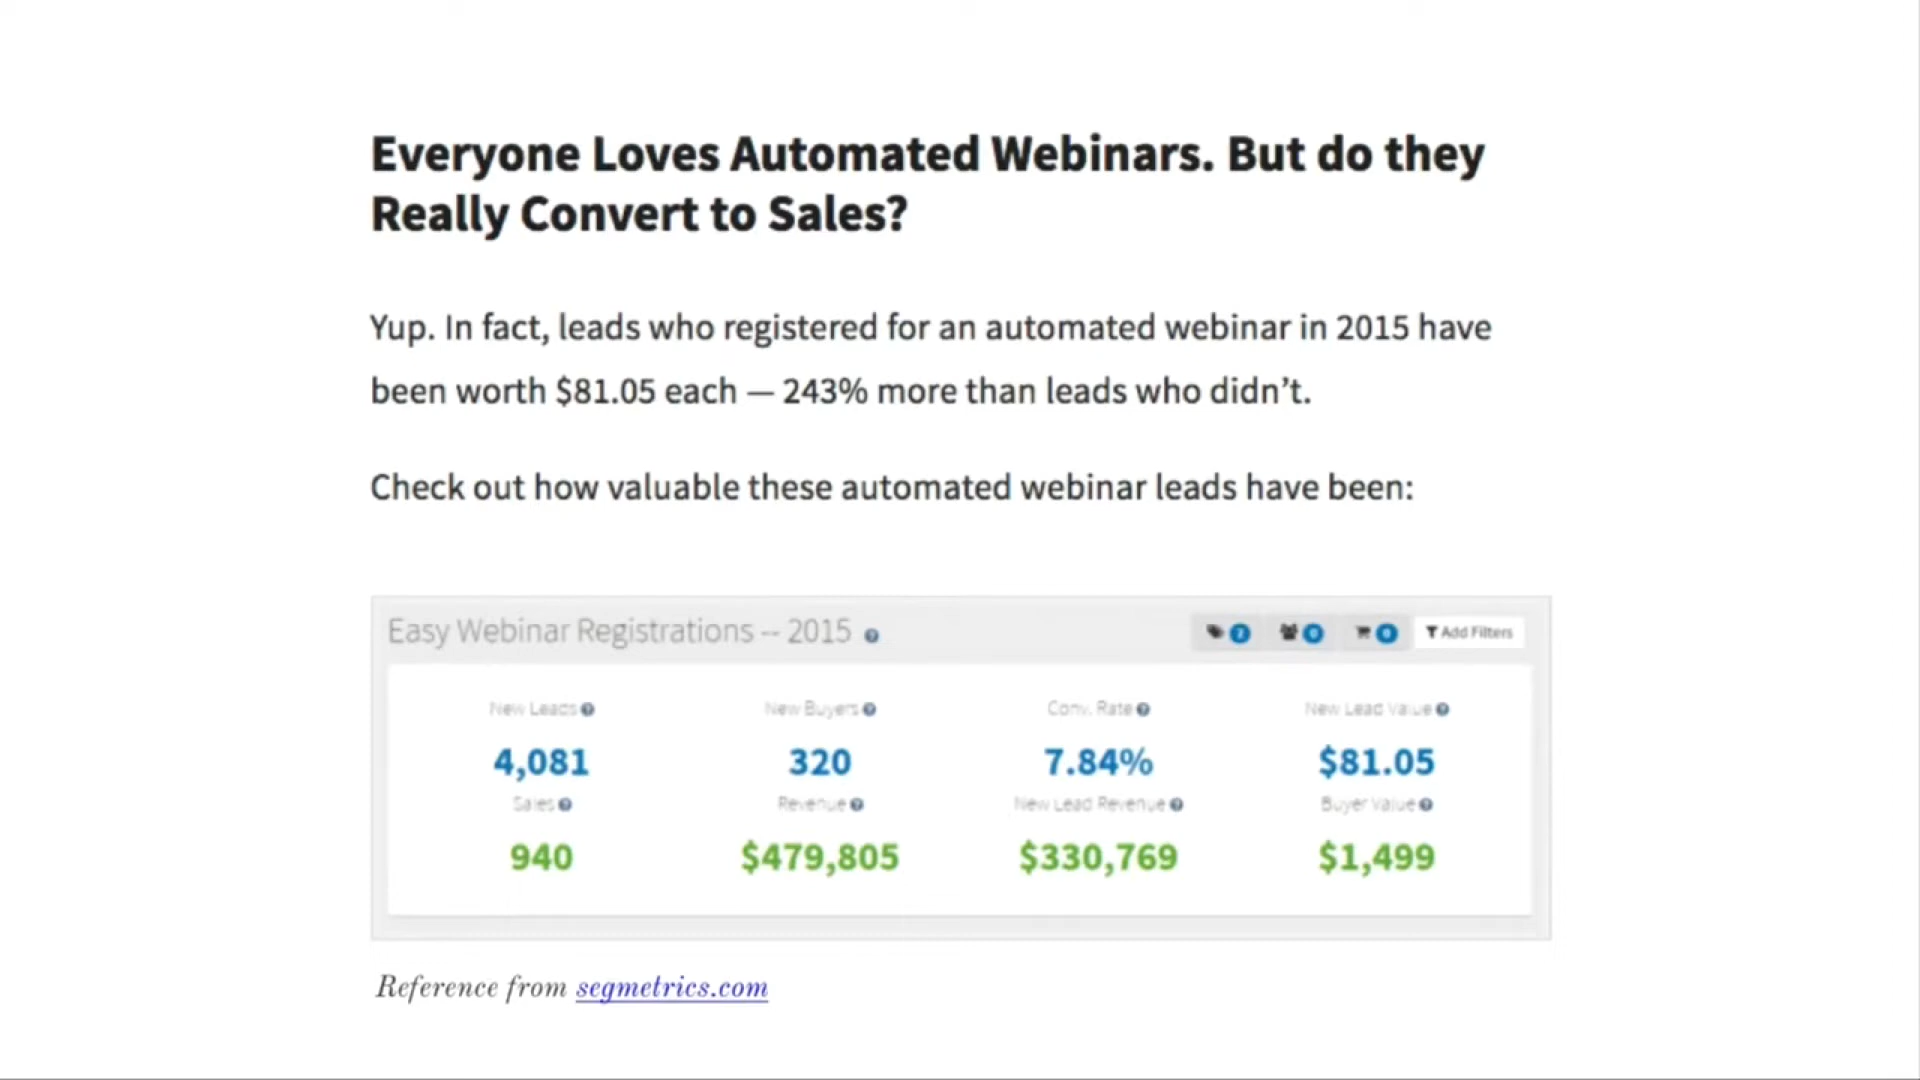 Everyone Loves Automated Webinars. But do they
Really Convert to Sales?
Yup. In fact, leads who registered for an automated webinar in 2015 have
been worth $81.05 each — 243% more than leads who didn’t.
Check out how valuable these automated webinar leads have been:
Easy Webinar Registrations -- 2015
Add Filters
New Leads New Buyers Conv. Rate New Lead Value
4,081 320 7.84% $81.05
Sales Revenue New Lead Revenue Buyer Value
940 $479,805 $330,769 $1,499
Reference from segmetrics.com